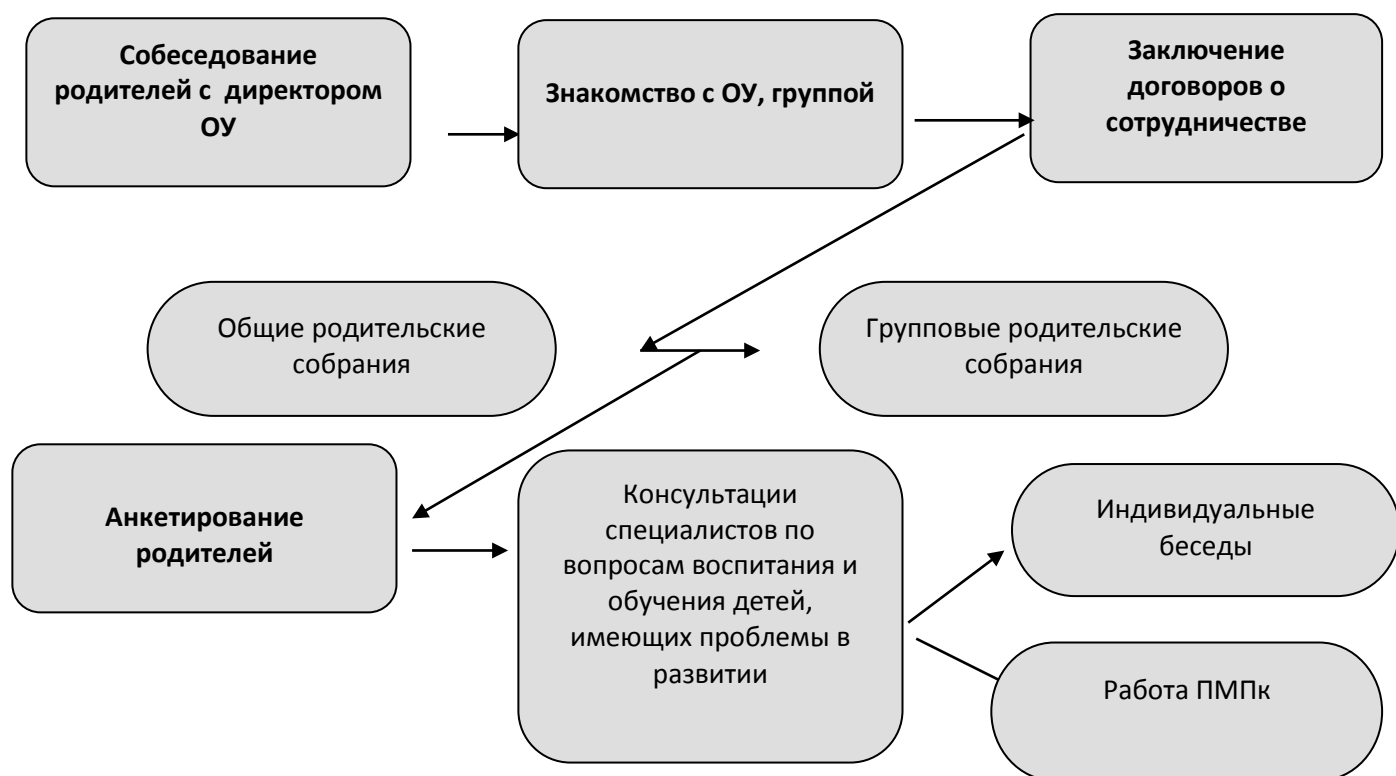 Собеседование
родителей с директором
ОУ
Знакомство с ОУ, группой
Заключение
договоров о
сотрудничестве
Общие родительские
собрания
Групповые родительские
собрания
Анкетирование
родителей
Консультации
специалистов по
вопросам воспитания и
обучения детей,
имеющих проблемы в
развитии
Индивидуальные
беседы
Работа ПМПк